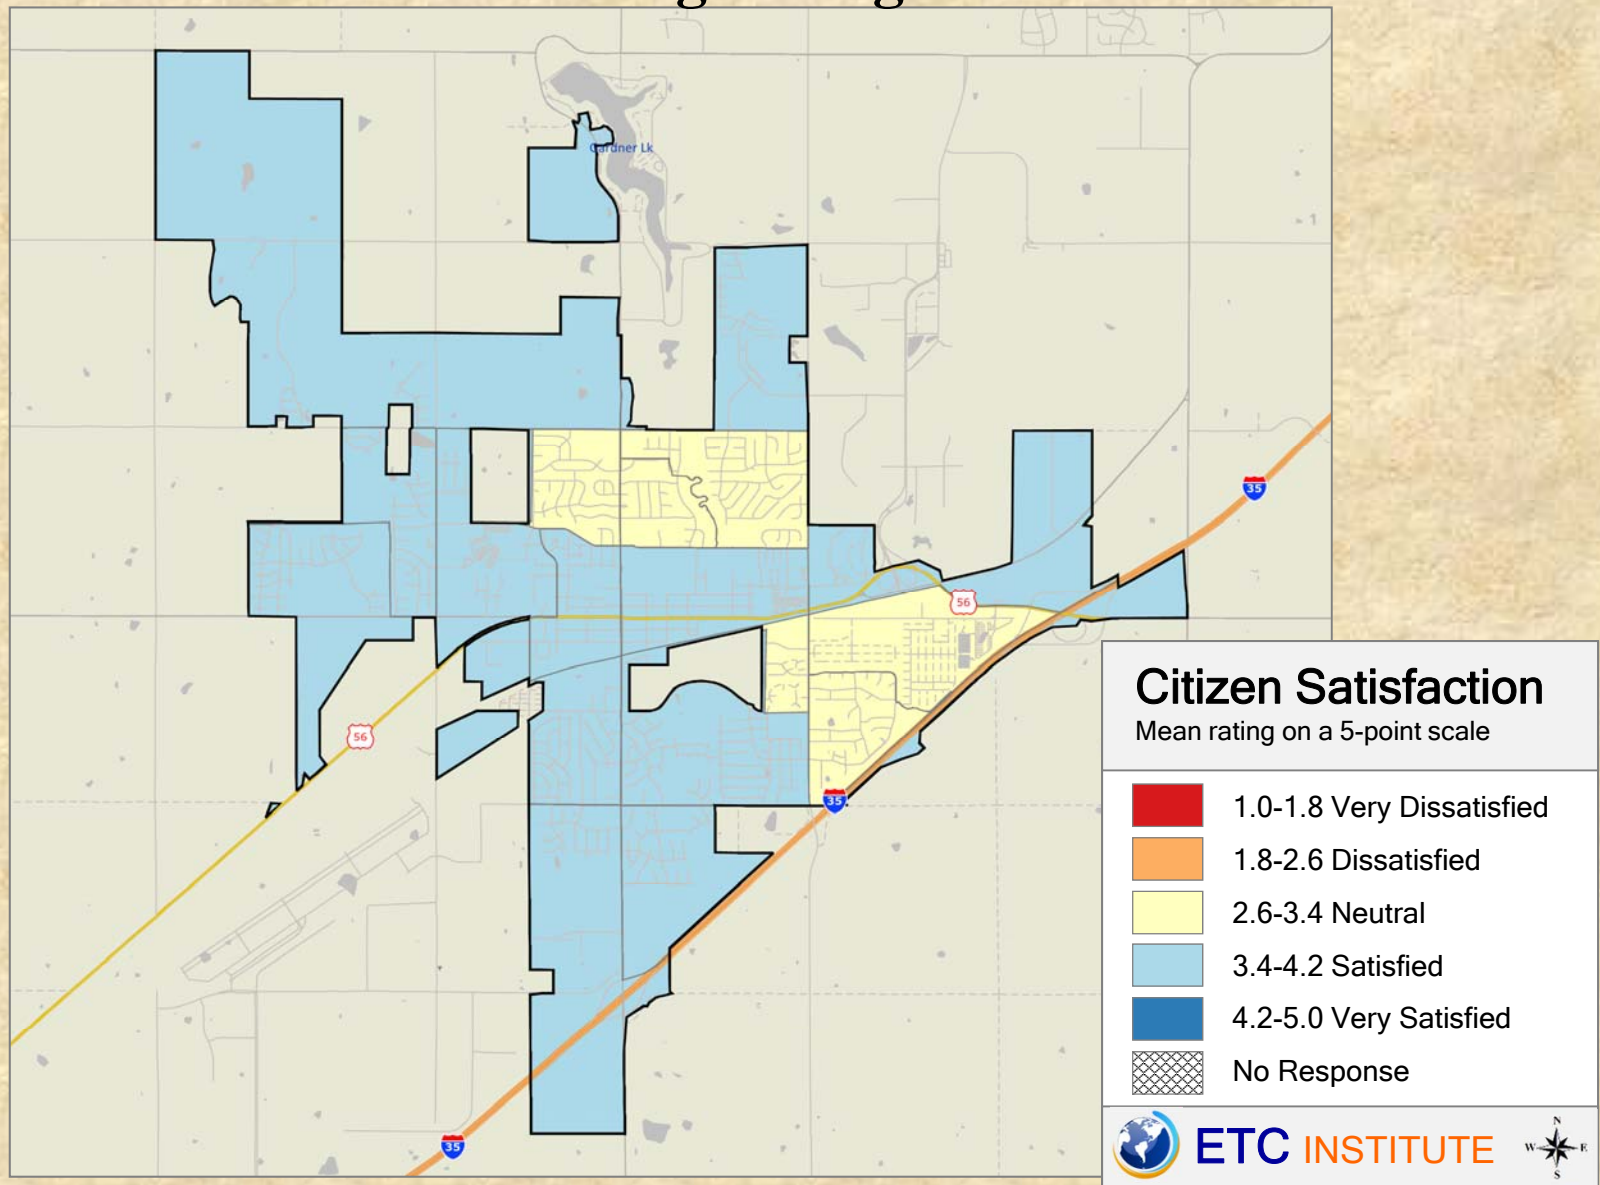 Gardner Lk
35
56
56
35
35
Citizen Satisfaction
Mean rating on a 5-point scale
1.0-1.8 Very Dissatisfied
1.8-2.6 Dissatisfied
2.6-3.4 Neutral
3.4-4.2 Satisfied
4.2-5.0 Very Satisfied
No Response
ETC INSTITUTE
N
W E
S